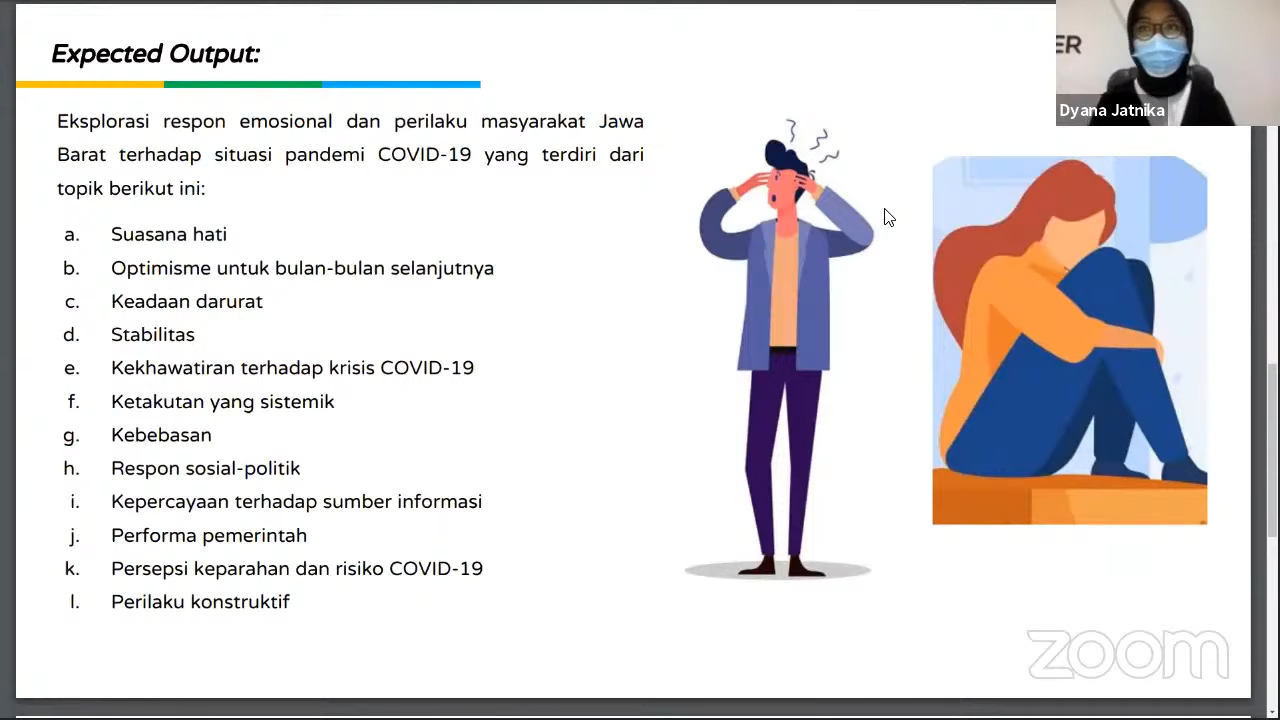 Expected Output:
ER
Dyana Jatnika
Eksplorasi respon emosional dan perilaku masyarakat Jawa
Barat terhadap situasi pandemi COVID-19 yang terdiri dari
topik berikut ini:
a. Suasana hati
b. Optimisme untuk bulan-bulan selanjutnya
c. Keadaan darurat
d. Stabilitas
e. Kekhawatiran terhadap krisis COVID-19
f. Ketakutan yang sistemik
g. Kebebasan
h. Respon sosial-politik
i. Kepercayaan terhadap sumber informasi
j. Performa pemerintah
k. Persepsi keparahan dan risiko COVID-19
l. Perilaku konstruktif
zoom